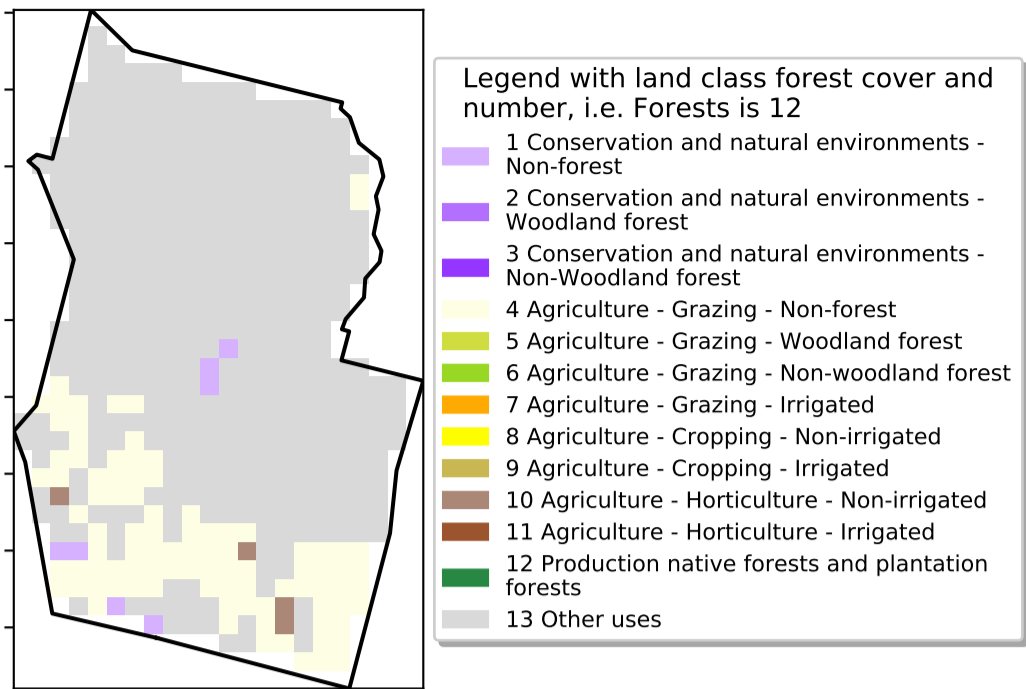 Legend with land class forest cover and
number, i.e. Forests is 12
1 Conservation and natural environments -
Non-forest
2 Conservation and natural environments -
Woodland forest
3 Conservation and natural environments -
Non-Woodland forest
4 Agriculture - Grazing - Non-forest
5 Agriculture - Grazing - Woodland forest
6 Agriculture - Grazing - Non-woodland forest
7 Agriculture - Grazing - Irrigated
8 Agriculture - Cropping - Non-irrigated
9 Agriculture - Cropping - Irrigated
10 Agriculture - Horticulture - Non-irrigated
11 Agriculture - Horticulture - Irrigated
12 Production native forests and plantation
forests
13 Other uses